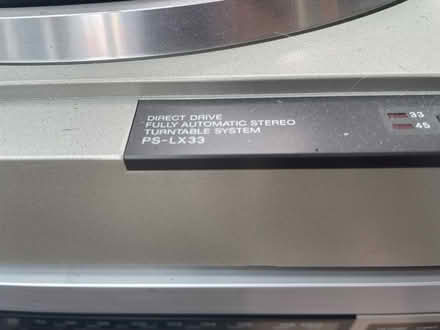 DIRECT DRIVE
FULLY AUTOMATIC STEREO
TURNTABLE SYSTEM
PS-LX33
33
45